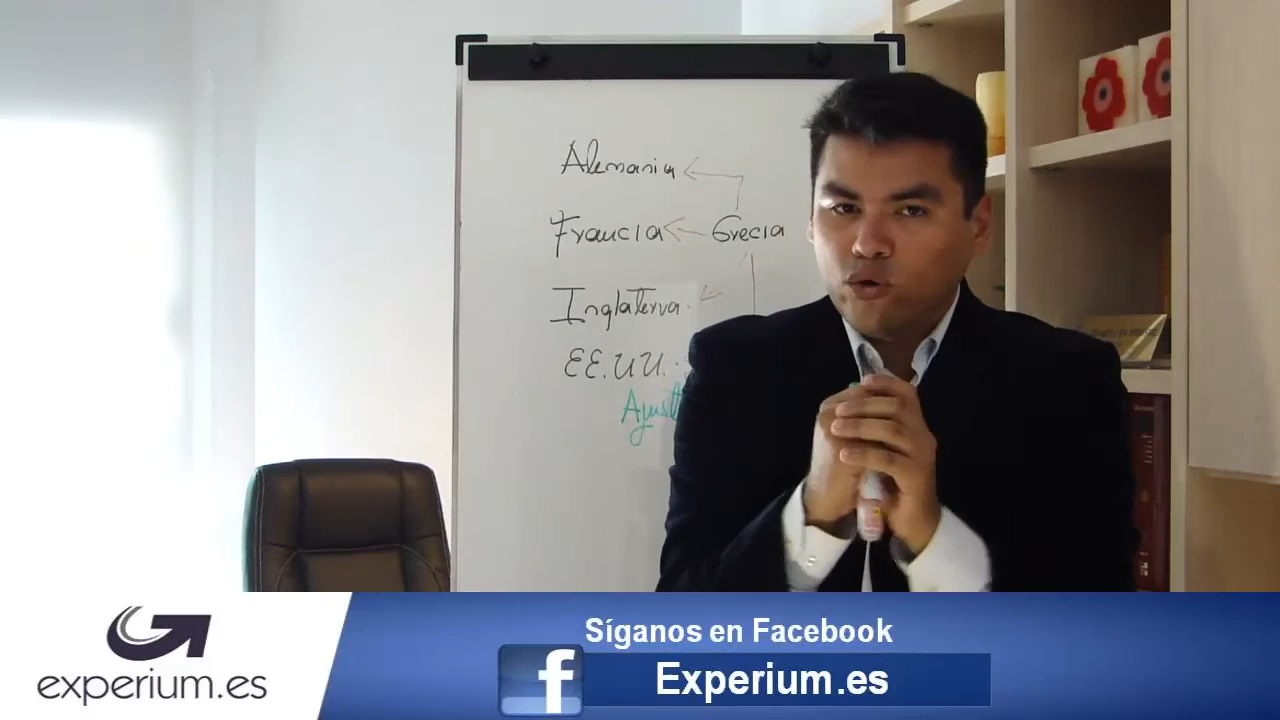 Alemania
Francia
Grecia
Inglaterra
EE.UU.
experium.es
Síganos en Facebook
f
Experium.es